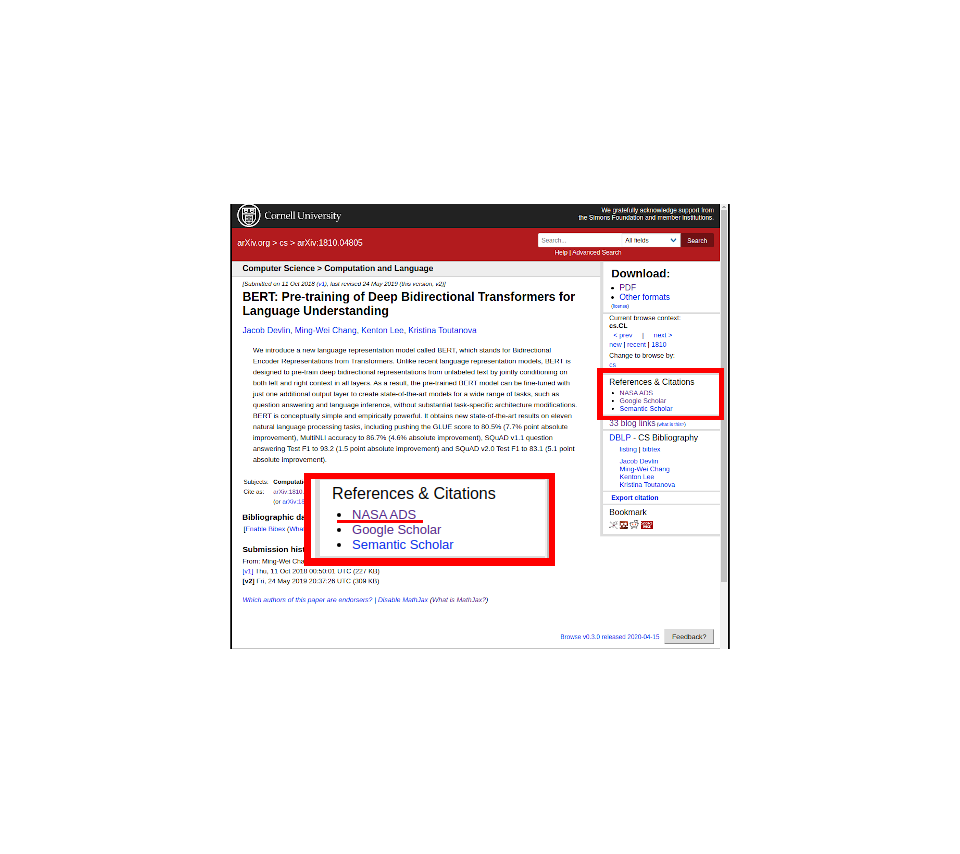 Cornell University
We gratefully acknowledge support from
the Simons Foundation and member institutions.
arXiv.org > cs > arXiv:1810.04805
Search...
All fields
Search
Help | Advanced Search
Computer Science > Computation and Language
[Submitted on 11 Oct 2018 (v1), last revised 24 May 2019 (this version, v2)]
BERT: Pre-training of Deep Bidirectional Transformers for
Language Understanding
Jacob Devlin, Ming-Wei Chang, Kenton Lee, Kristina Toutanova
We introduce a new language representation model called BERT, which stands for Bidirectional
Encoder Representations from Transformers. Unlike recent language representation models, BERT is
designed to pre-train deep bidirectional representations from unlabeled text by jointly conditioning on
both left and right context in all layers. As a result, the pre-trained BERT model can be fine-tuned with
just one additional output layer to create state-of-the-art models for a wide range of tasks, such as
question answering and language inference, without substantial task-specific architecture modifications.
BERT is conceptually simple and empirically powerful. It obtains new state-of-the-art results on eleven
natural language processing tasks, including pushing the GLUE score to 80.5% (7.7% point absolute
improvement), MultiNLI accuracy to 86.7% (4.6% absolute improvement), SQuAD v1.1 question
answering Test F1 to 93.2 (1.5 point absolute improvement) and SQuAD v2.0 Test F1 to 83.1 (5.1 point
absolute improvement).
Subjects: Computati
Cite as: arXiv:1810.
(or arXiv:18
Bibliographic da
[Enable Bibex (Wha
Submission hist
From: Ming-Wei Cha
[v1] Thu, 11 Oct 2018 00:50:01 UTC (227 KB)
[v2] Fri, 24 May 2019 20:37:26 UTC (309 KB)
Which authors of this paper are endorsers? | Disable MathJax (What is MathJax?)
References & Citations
NASA ADS
Google Scholar
Semantic Scholar
Download:
PDF
Other formats
(license)
Current browse context:
cs.CL
< prev | next >
new | recent | 1810
Change to browse by:
cs
References & Citations
NASA ADS
Google Scholar
Semantic Scholar
33 blog links (what is this?)
DBLP - CS Bibliography
listing | bibtex
Jacob Devlin
Ming-Wei Chang
Kenton Lee
Kristina Toutanova
Export citation
Bookmark
Browse v0.3.0 released 2020-04-15
Feedback?